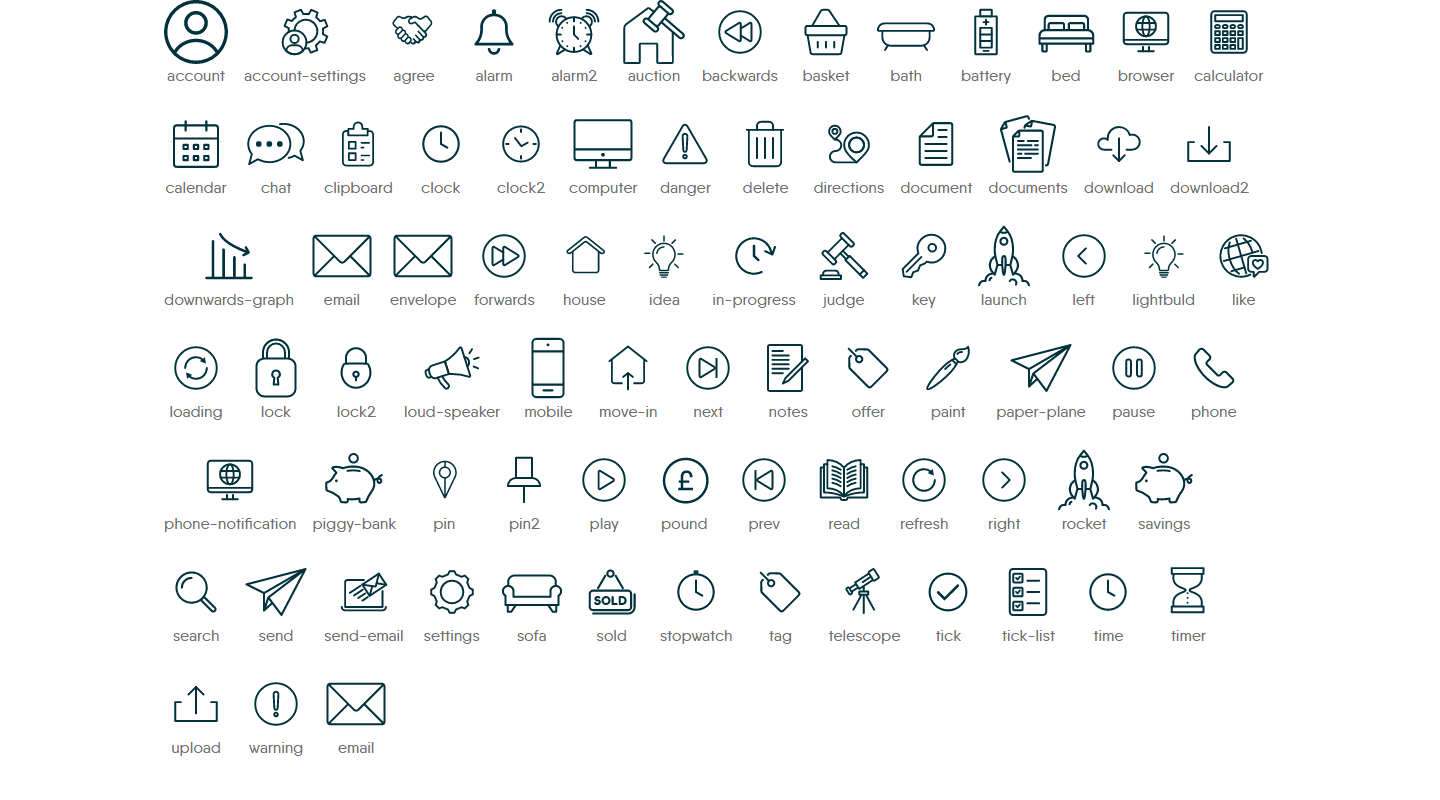 account account-settings agree alarm alarm2 auction backwards basket bath battery bed browser calculator
calendar chat clipboard clock clock2 computer danger delete directions document documents download download2
downwards-graph email envelope forwards house idea in-progress judge key launch left lightbuld like
loading lock lock2 loud-speaker mobile move-in next notes offer paint paper-plane pause phone
£
phone-notification piggy-bank pin pin2 play pound prev read refresh right rocket savings
SOLD
search send send-email settings sofa sold stopwatch tag telescope tick tick-list time timer
upload warning email